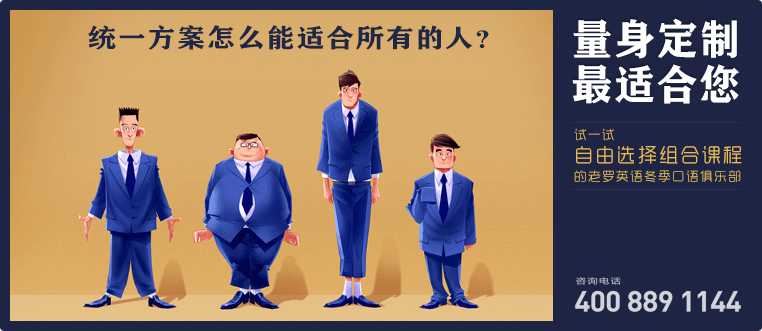 统一方案怎么能适合所有的人?
量身定制
最适合您
试一试
自由选择组合课程
的老罗英语冬季口语俱乐部
咨询电话
400 889 1144